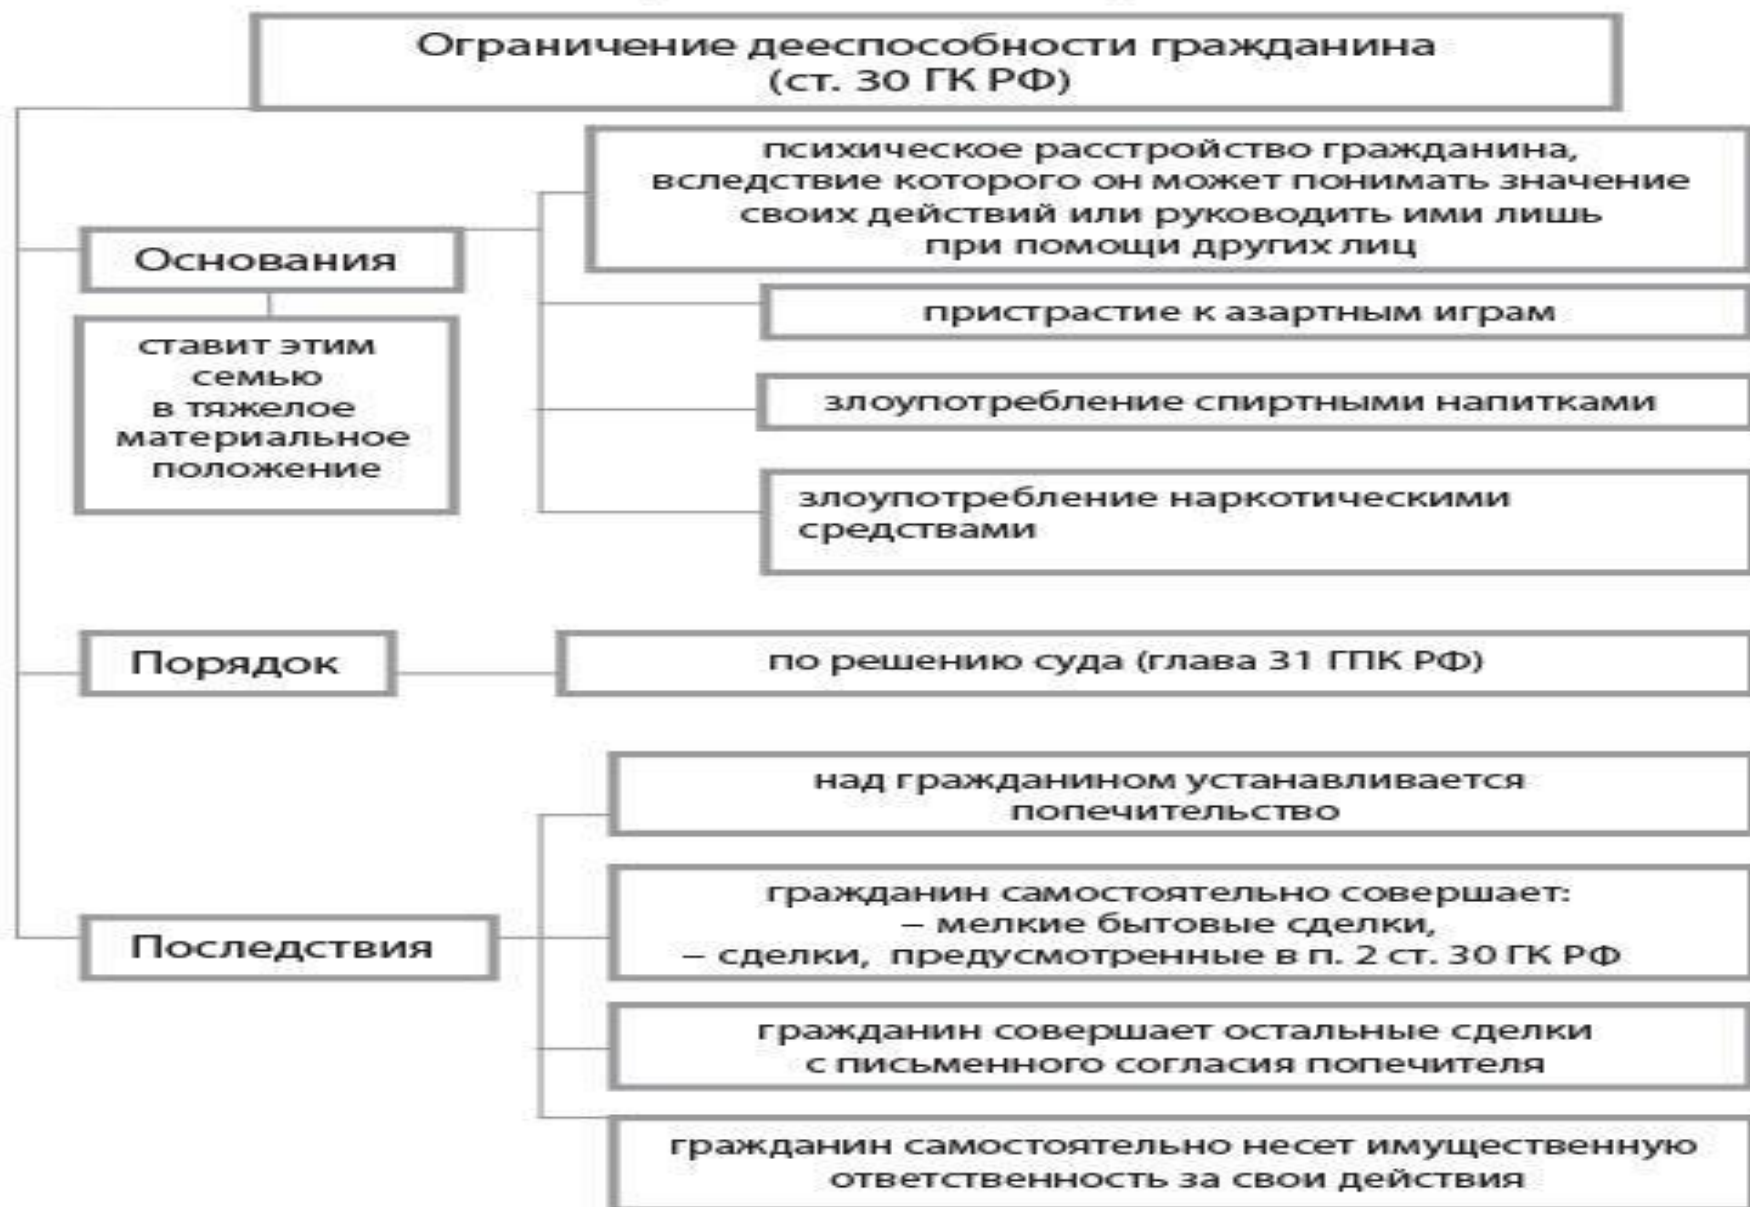 Ограничение дееспособности гражданина
(ст. 30 ГК РФ)
психическое расстройство гражданина,
вследствие которого он может понимать значение
своих действий или руководить ими лишь
при помощи других лиц
Основания
пристрастие к азартным играм
ставит этим
семью
в тяжелое
материальное
положение
злоупотребление спиртными напитками
злоупотребление наркотическими
средствами
Порядок
по решению суда (глава 31 ГПК РФ)
над гражданином устанавливается
попечительство
гражданин самостоятельно совершает:
– мелкие бытовые сделки,
– сделки, предусмотренные в п. 2 ст. 30 ГК РФ
Последствия
гражданин совершает остальные сделки
с письменного согласия попечителя
гражданин самостоятельно несет имущественную
ответственность за свои действия